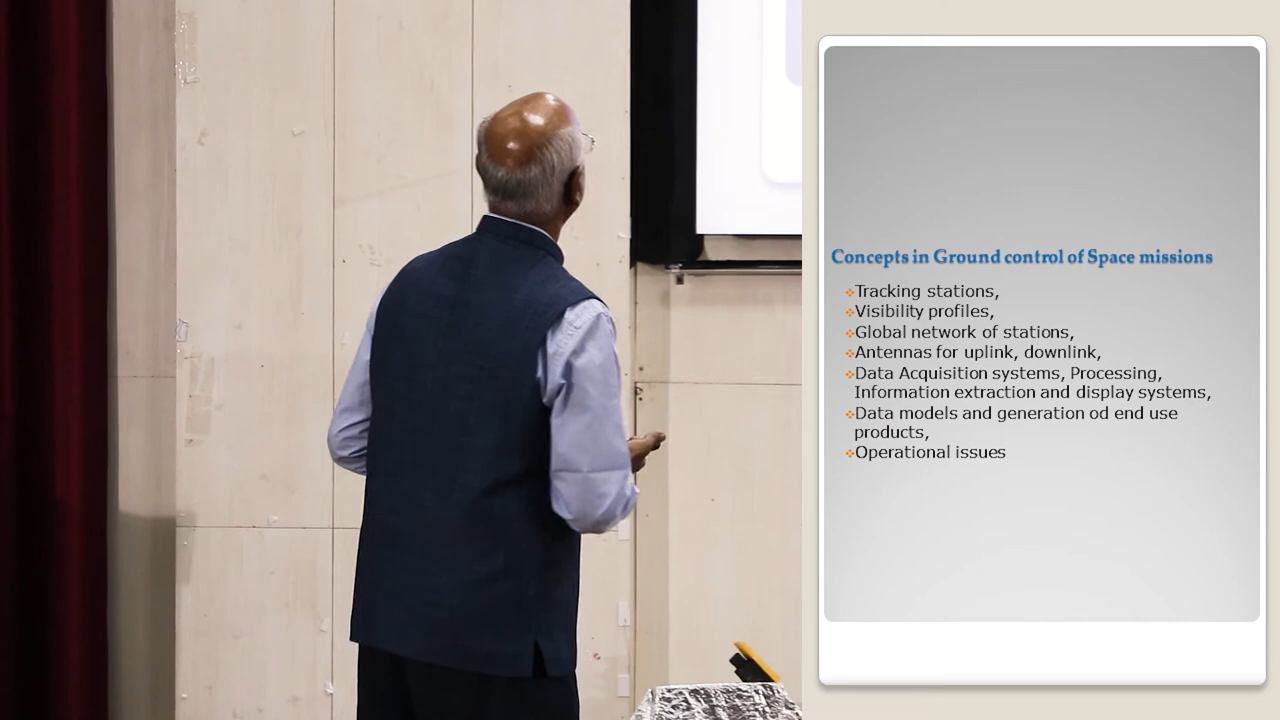 Concepts in Ground control of Space missions
Tracking stations,
Visibility profiles,
Global network of stations,
Antennas for uplink, downlink,
Data Acquisition systems, Processing,
Information extraction and display systems,
Data models and generation od end use
products,
Operational issues